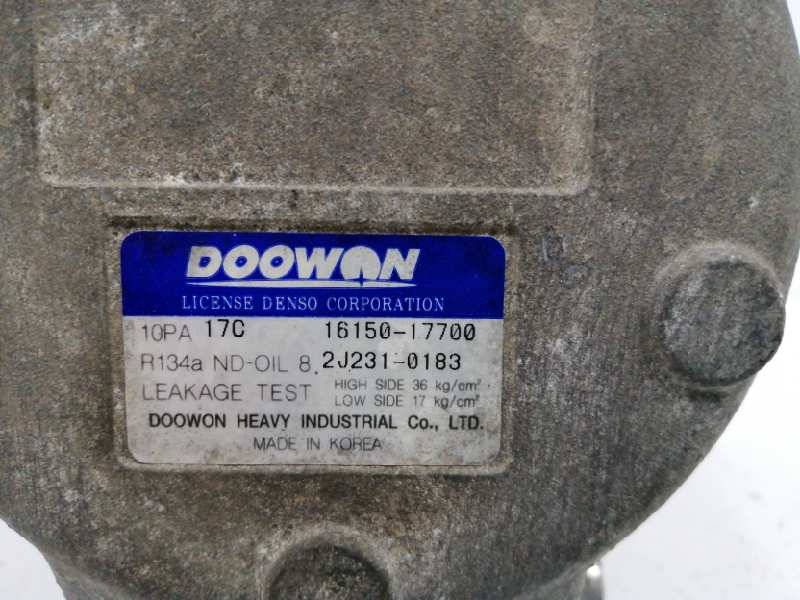 DOOWON
LICENSE DENSO CORPORATION
10PA 17C 16150-17700
R134a ND-OIL 8. 2J231-0183
LEAKAGE TEST HIGH SIDE 36 kg/cm²
LOW SIDE 17 kg/cm²
DOOWON HEAVY INDUSTRIAL Co., LTD.
MADE IN KOREA